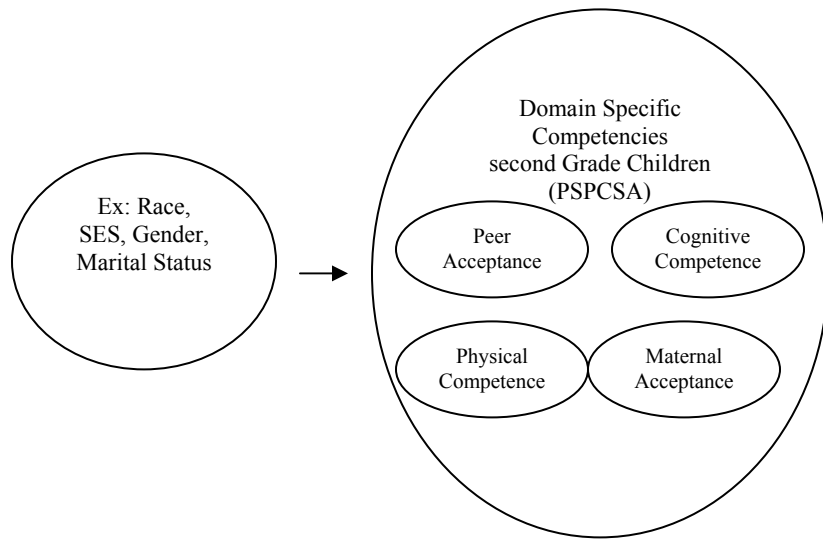 Ex: Race,
SES, Gender,
Marital Status
Domain Specific
Competencies
second Grade Children
(PSPCSA)
Peer
Acceptance
Cognitive
Competence
Physical
Competence
Maternal
Acceptance